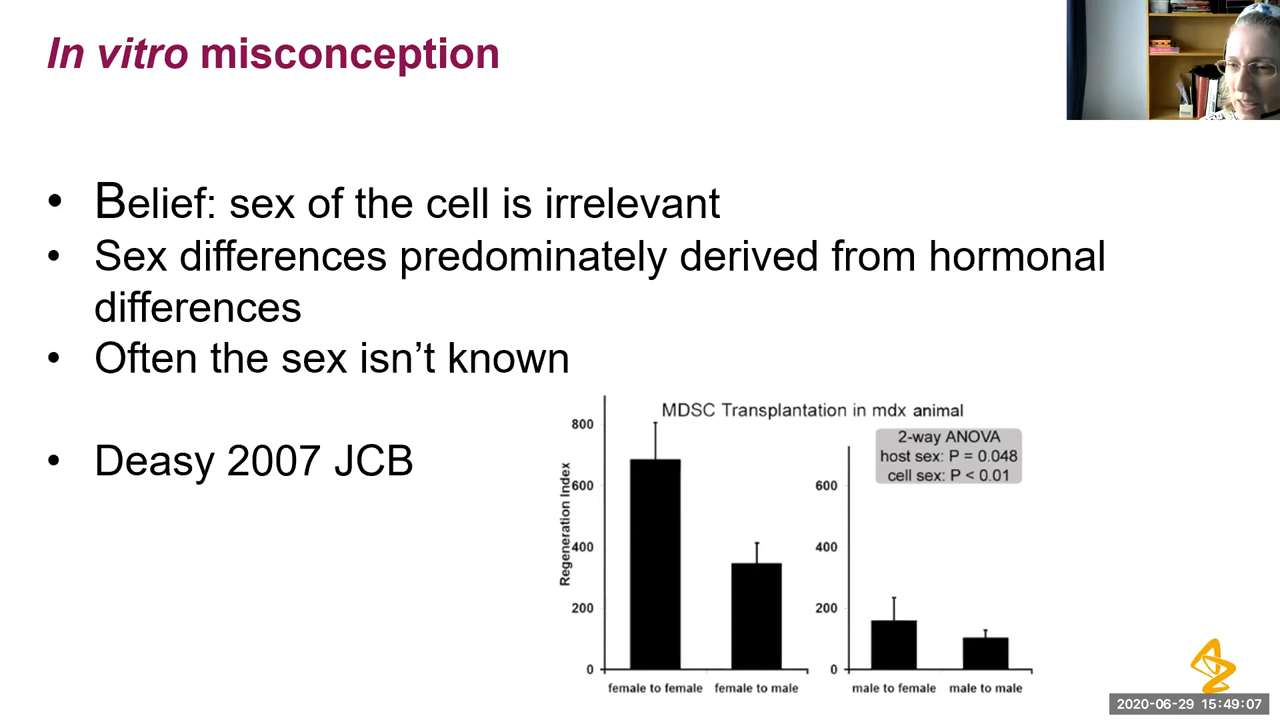 In vitro misconception
• Belief: sex of the cell is irrelevant
• Sex differences predominately derived from hormonal
differences
• Often the sex isn't known
• Deasy 2007 JCB
MDSC Transplantation in mdx animal
Regeneration Index
800
600
400
200
0
female to female
female to male
2-way ANOVA
host sex: P = 0.048
cell sex: P < 0.01
600
400
200
0
male to female
male to male
2020-06-29 15:49:07